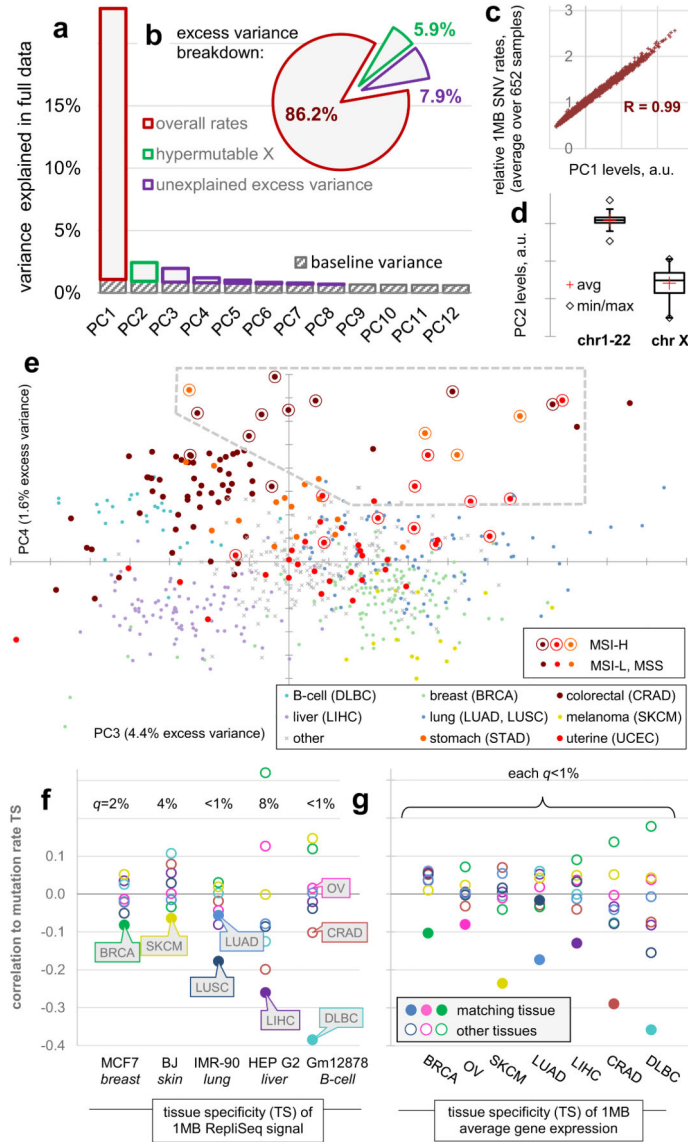 a
variance explained in full data
15%
10%
5%
0%
overall rates
hypermutable X
unexplained excess variance
baseline variance
PC1
PC2
PC3
PC4
PC5
PC6
PC7
PC8
PC9
PC10
PC11
PC12
b
excess variance
breakdown:
5.9%
7.9%
86.2%
c
relative 1MB SNV rates,
(average over 652 samples)
3
2
1
0
R = 0.99
PC1 levels, a.u.
d
PC2 levels, a.u.
avg
min/max
chr1-22
chr X
e
PC4 (1.6% excess variance)
PC3 (4.4% excess variance)
MSI-H
MSI-L, MSS
B-cell (DLBC)
breast (BRCA)
colorectal (CRAD)
liver (LIHC)
lung (LUAD, LUSC)
melanoma (SKCM)
other
stomach (STAD)
uterine (UCEC)
f
correlation to mutation rate TS
q=2%
4%
<1%
8%
<1%
0.1
0.0
-0.1
-0.2
-0.3
-0.4
BRCA
SKCM
LUAD
LUSC
LIHC
OV
CRAD
DLBC
MCF7
breast
BJ
skin
IMR-90
lung
HEP G2
liver
Gm12878
B-cell
tissue specificity (TS) of
1MB RepliSeq signal
g
each q<1%
matching tissue
other tissues
BRCA
OV
SKCM
LUAD
LIHC
CRAD
DLBC
tissue specificity (TS) of 1MB
average gene expression